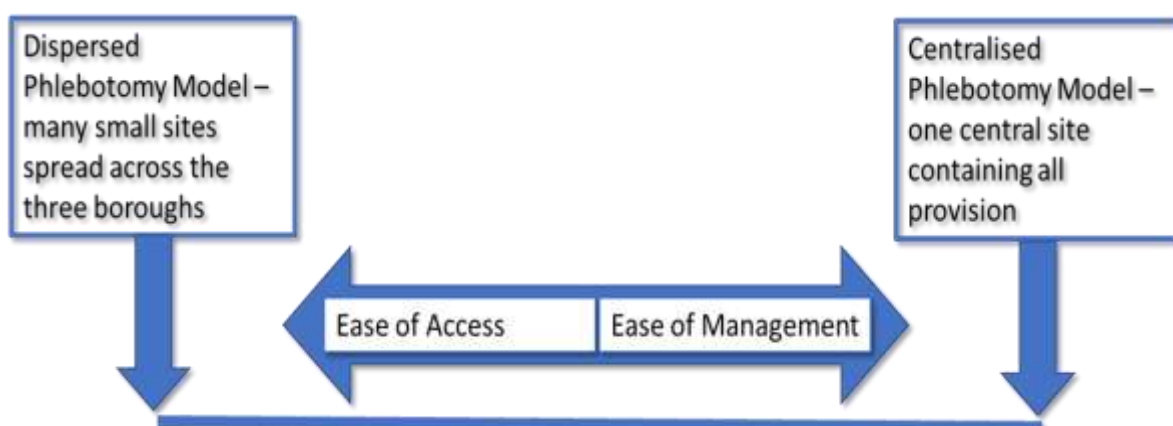 Dispersed
Phlebotomy Model –
many small sites
spread across the
three boroughs
Centralised
Phlebotomy Model –
one central site
containing all
provision
Ease of Access
Ease of Management